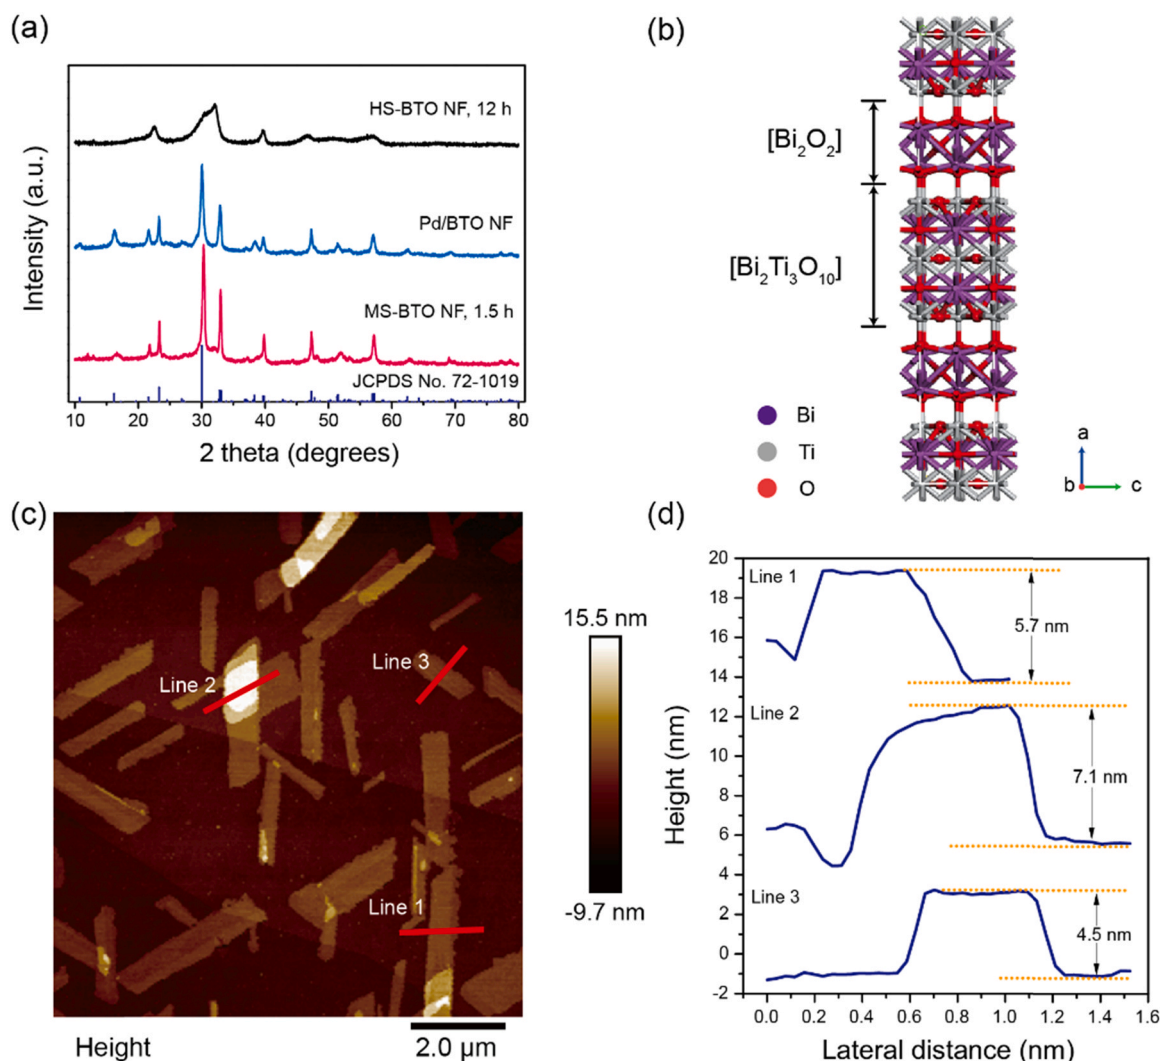 (a)
Intensity (a.u.)
HS-BTO NF, 12 h
Pd/BTO NF
MS-BTO NF, 1.5 h
JCPDS No. 72-1019
10 20 30 40 50 60 70 80
2 theta (degrees)
(b)
[Bi₂O₂]
[Bi₂Ti₃O₁₀]
Bi
Ti
O
a
b
c
(c)
Line 1
Line 2
Line 3
Height
2.0 µm
15.5 nm
-9.7 nm
(d)
Height (nm)
20
18
16
14
12
10
8
6
4
2
0
-2
Line 1
5.7 nm
Line 2
7.1 nm
Line 3
4.5 nm
0.0 0.2 0.4 0.6 0.8 1.0 1.2 1.4 1.6
Lateral distance (nm)